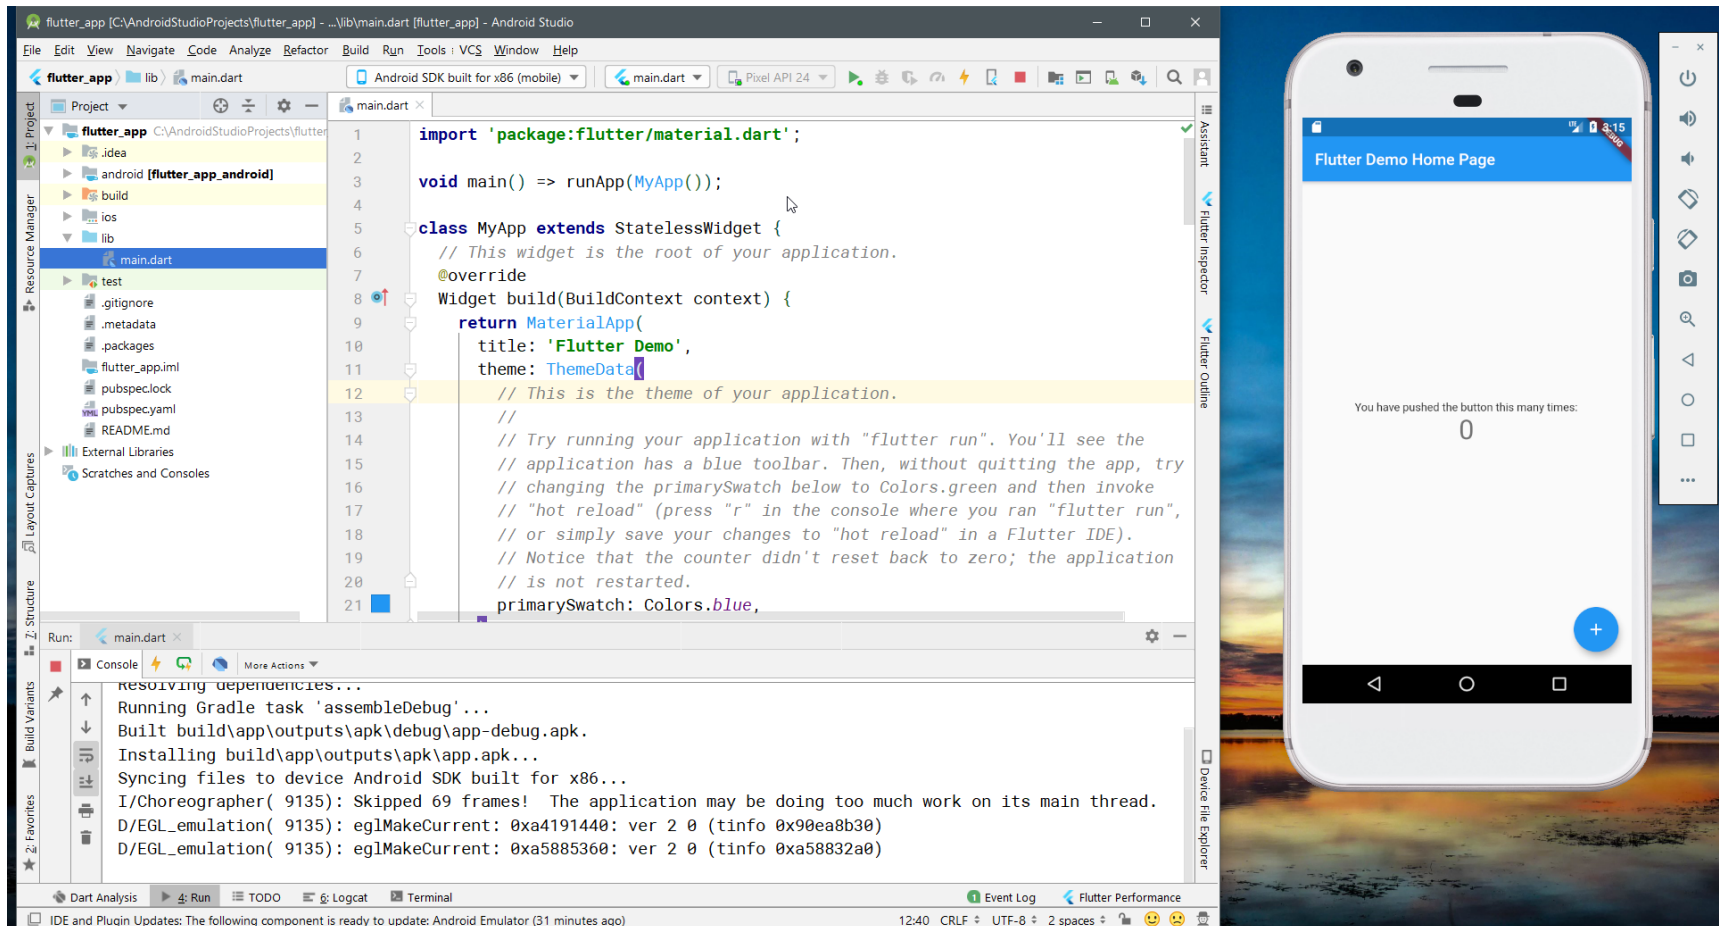 flutter_app [C:\AndroidStudioProjects\flutter_app] - ...\lib\main.dart [flutter_app] - Android Studio
File Edit View Navigate Code Analyze Refactor Build Run Tools VCS Window Help
flutter_app lib main.dart Android SDK built for x86 (mobile) main.dart Pixel API 24
Project
main.dart
1: Project
Resource Manager
Layout Captures
7: Structure
Build Variants
2: Favorites
flutter_app C:\AndroidStudioProjects\flutter
.idea
android [flutter_app_android]
build
ios
lib
main.dart
test
.gitignore
.metadata
.packages
flutter_app.iml
pubspec.lock
pubspec.yaml
README.md
External Libraries
Scratches and Consoles
1 import 'package:flutter/material.dart';
2
3 void main() => runApp(MyApp());
4
5 class MyApp extends StatelessWidget {
6 // This widget is the root of your application.
7 @override
8 Widget build(BuildContext context) {
9 return MaterialApp(
10 title: 'Flutter Demo',
11 theme: ThemeData(
12 // This is the theme of your application.
13 //
14 // Try running your application with "flutter run". You'll see the
15 // application has a blue toolbar. Then, without quitting the app, try
16 // changing the primarySwatch below to Colors.green and then invoke
17 // "hot reload" (press "r" in the console where you ran "flutter run",
18 // or simply save your changes to "hot reload" in a Flutter IDE).
19 // Notice that the counter didn't reset back to zero; the application
20 // is not restarted.
21 primarySwatch: Colors.blue,
Assistant
Flutter Inspector
Flutter Outline
Device File Explorer
Run: main.dart
Console More Actions
Resolving dependencies...
Running Gradle task 'assembleDebug'...
Built build\app\outputs\apk\debug\app-debug.apk.
Installing build\app\outputs\apk\app.apk...
Syncing files to device Android SDK built for x86...
I/Choreographer( 9135): Skipped 69 frames!  The application may be doing too much work on its main thread.
D/EGL_emulation( 9135): eglMakeCurrent: 0xa4191440: ver 2 0 (tinfo 0x90ea8b30)
D/EGL_emulation( 9135): eglMakeCurrent: 0xa5885360: ver 2 0 (tinfo 0xa58832a0)
Dart Analysis 4: Run TODO 6: Logcat Terminal 1 Event Log Flutter Performance
IDE and Plugin Updates: The following component is ready to update: Android Emulator (31 minutes ago) 12:40 CRLF UTF-8 2 spaces
LTE 3:15
DEBUG
Flutter Demo Home Page
You have pushed the button this many times:
0
+